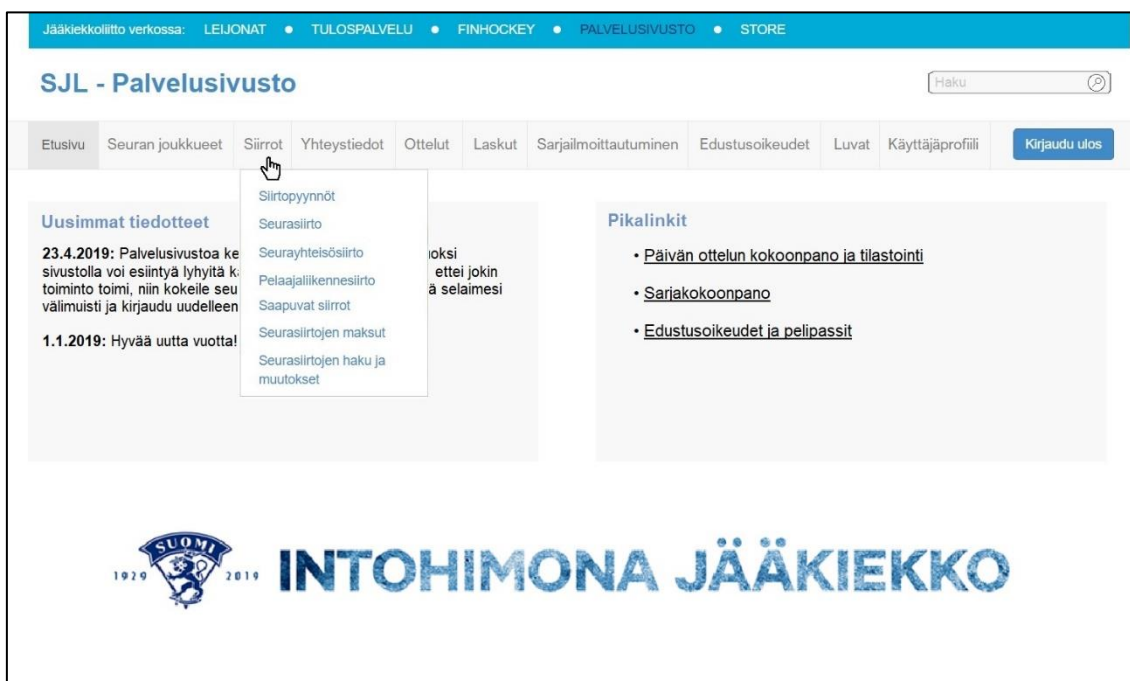 Jääkiekkoliitto verkossa: LEIJONAT • TULOSPALVELU • FINHOCKEY • PALVELUSIVUSTO • STORE
SJL - Palvelusivusto
Haku
Etusivu Seuran joukkueet Siirrot Yhteystiedot Ottelut Laskut Sarjailmoittautuminen Edustusoikeudet Luvat Käyttäjäprofiili Kirjaudu ulos
Siirtopyynnöt
Seurasiirto
Seurayhteisösiirto
Pelaajaliikennesiirto
Saapuvat siirrot
Seurasiirtojen maksut
Seurasiirtojen haku ja
muutokset
Uusimmat tiedotteet
23.4.2019: Palvelusivustoa
sivustolla voi esiintyä lyhyitä ettei jokin
toiminto toimi, niin kokeile selaimesi
välimuisti ja kirjaudu uudelleen
1.1.2019: Hyvää uutta vuotta!
Pikalinkit
• Päivän ottelun kokoonpano ja tilastointi
• Sarjakokoonpano
• Edustusoikeudet ja pelipassit
SUOMI
1929 2019
INTOHIMONA JÄÄKIEKKO